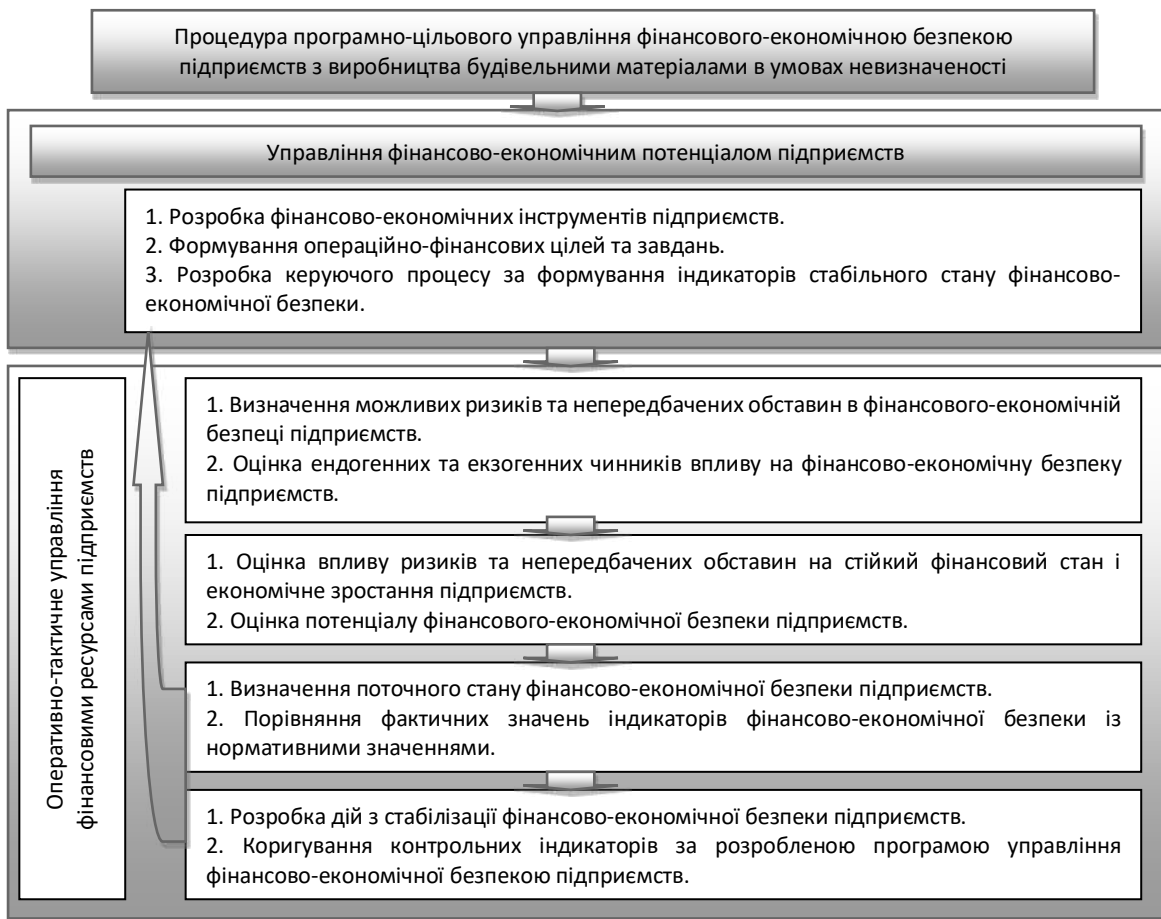 Процедура програмно-цільового управління фінансового-економічною безпекою
підприємств з виробництва будівельними матеріалами в умовах невизначеності
Управління фінансово-економічним потенціалом підприємств
1. Розробка фінансово-економічних інструментів підприємств.
2. Формування операційно-фінансових цілей та завдань.
3. Розробка керуючого процесу за формування індикаторів стабільного стану фінансово-
економічної безпеки.
Оперативно-тактичне управління
фінансовими ресурсами підприємств
1. Визначення можливих ризиків та непередбачених обставин в фінансового-економічній
безпеці підприємств.
2. Оцінка ендогенних та екзогенних чинників впливу на фінансово-економічну безпеку
підприємств.
1. Оцінка впливу ризиків та непередбачених обставин на стійкий фінансовий стан і
економічне зростання підприємств.
2. Оцінка потенціалу фінансового-економічної безпеки підприємств.
1. Визначення поточного стану фінансово-економічної безпеки підприємств.
2. Порівняння фактичних значень індикаторів фінансово-економічної безпеки із
нормативними значеннями.
1. Розробка дій з стабілізації фінансово-економічної безпеки підприємств.
2. Коригування контрольних індикаторів за розробленою програмою управління
фінансово-економічної безпекою підприємств.